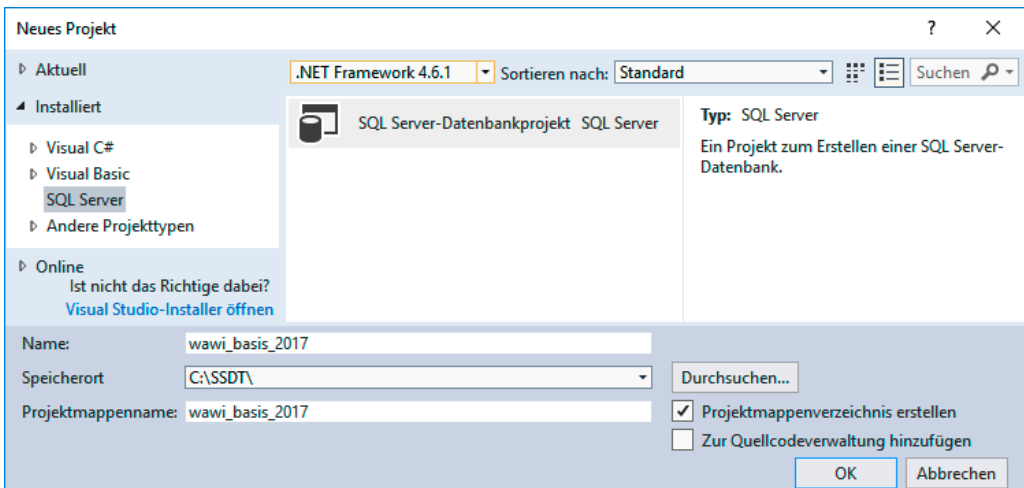 Neues Projekt
?
Aktuell
.NET Framework 4.6.1
Sortieren nach: Standard
Suchen
Installiert
Visual C#
Visual Basic
SQL Server
Andere Projekttypen
Online
Ist nicht das Richtige dabei?
Visual Studio-Installer öffnen
SQL Server-Datenbankprojekt SQL Server
Typ: SQL Server
Ein Projekt zum Erstellen einer SQL Server-
Datenbank.
Name: wawi_basis_2017
Speicherort C:\SSDT\
Durchsuchen...
Projektmappenname: wawi_basis_2017
Projektmappenverzeichnis erstellen
Zur Quellcodeverwaltung hinzufügen
OK
Abbrechen